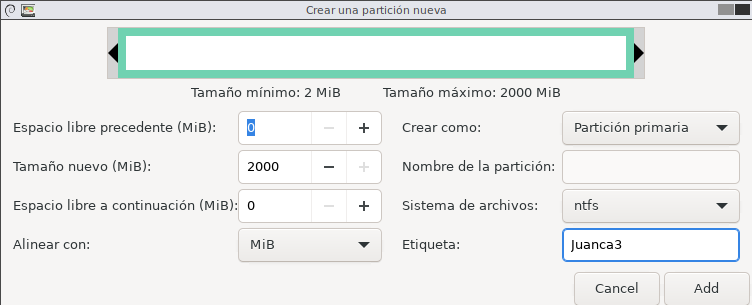 Crear una partición nueva
Tamaño mínimo: 2 MiB Tamaño máximo: 2000 MiB
Espacio libre precedente (MiB): 0 Crear como: Partición primaria
Tamaño nuevo (MiB): 2000 Nombre de la partición:
Espacio libre a continuación (MiB): 0 Sistema de archivos: ntfs
Alinear con: MiB Etiqueta: Juanca3
Cancel Add